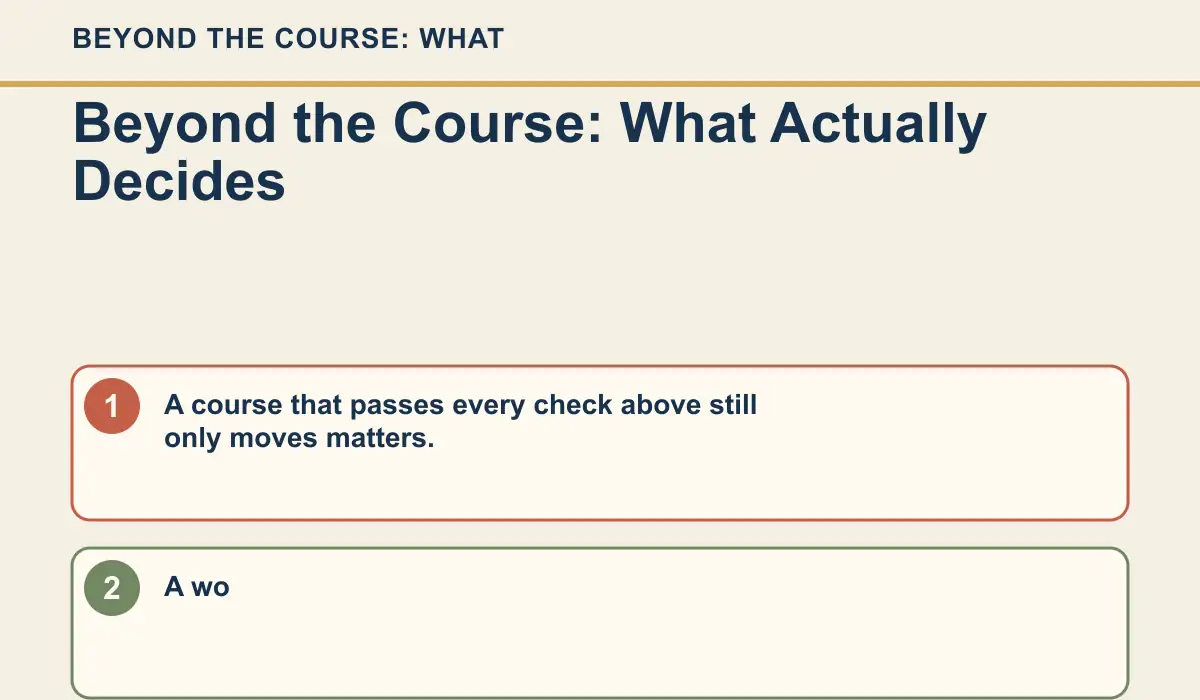 BEYOND THE COURSE: WHAT
Beyond the Course: What Actually
Decides
1
A course that passes every check above still
only moves matters.
2
A wo